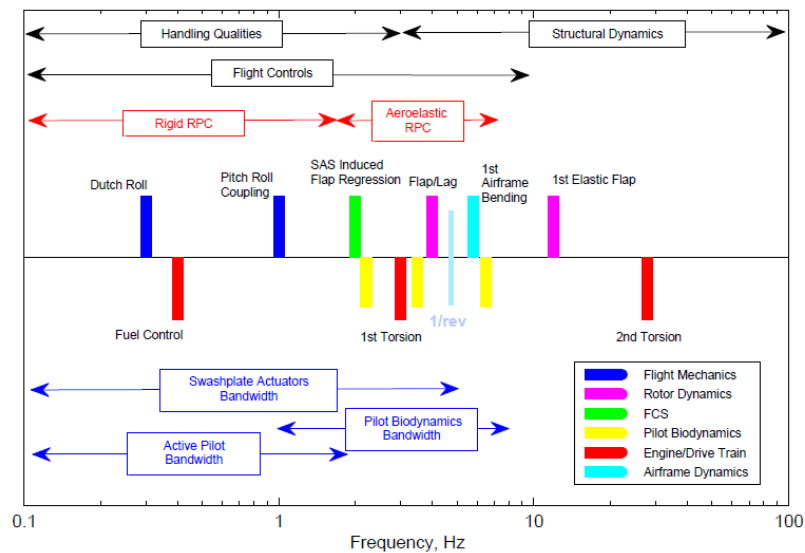 Handling Qualities
Structural Dynamics
Flight Controls
Rigid RPC
Aeroelastic
RPC
Dutch Roll
Pitch Roll
Coupling
SAS Induced
Flap Regression
Flap/Lag
1st
Airframe
Bending
1st Elastic Flap
Fuel Control
1st Torsion
1/rev
2nd Torsion
Swashplate Actuators
Bandwidth
Pilot Biodynamics
Bandwidth
Active Pilot
Bandwidth
Flight Mechanics
Rotor Dynamics
FCS
Pilot Biodynamics
Engine/Drive Train
Airframe Dynamics
0.1
1
10
100
Frequency, Hz